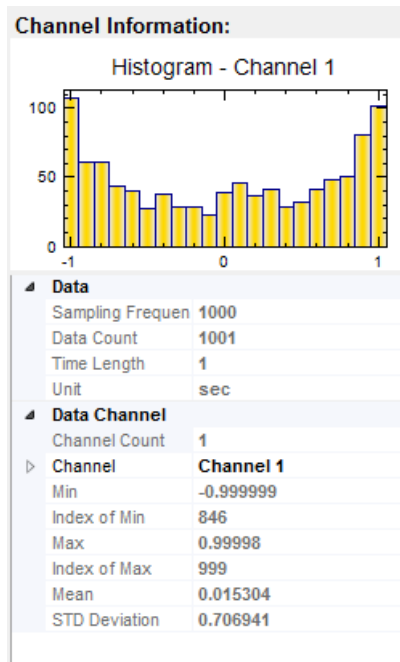 Channel Information:
Histogram - Channel 1
100
50
0
-1 0 1
Data
Sampling Frequen 1000
Data Count 1001
Time Length 1
Unit sec
Data Channel
Channel Count 1
Channel Channel 1
Min -0.999999
Index of Min 846
Max 0.99998
Index of Max 999
Mean 0.015304
STD Deviation 0.706941